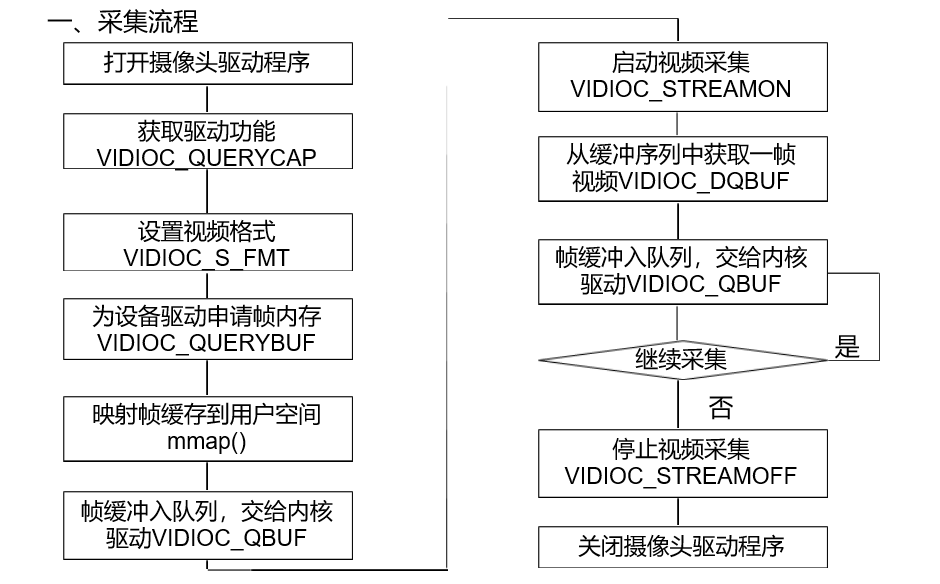 一、采集流程
打开摄像头驱动程序
获取驱动功能
VIDIOC_QUERYCAP
设置视频格式
VIDIOC_S_FMT
为设备驱动申请帧内存
VIDIOC_QUERYBUF
映射帧缓存到用户空间
mmap()
帧缓冲入队列，交给内核
驱动VIDIOC_QBUF
启动视频采集
VIDIOC_STREAMON
从缓冲序列中获取一帧
视频VIDIOC_DQBUF
帧缓冲入队列，交给内核
驱动VIDIOC_QBUF
继续采集
是
否
停止视频采集
VIDIOC_STREAMOFF
关闭摄像头驱动程序